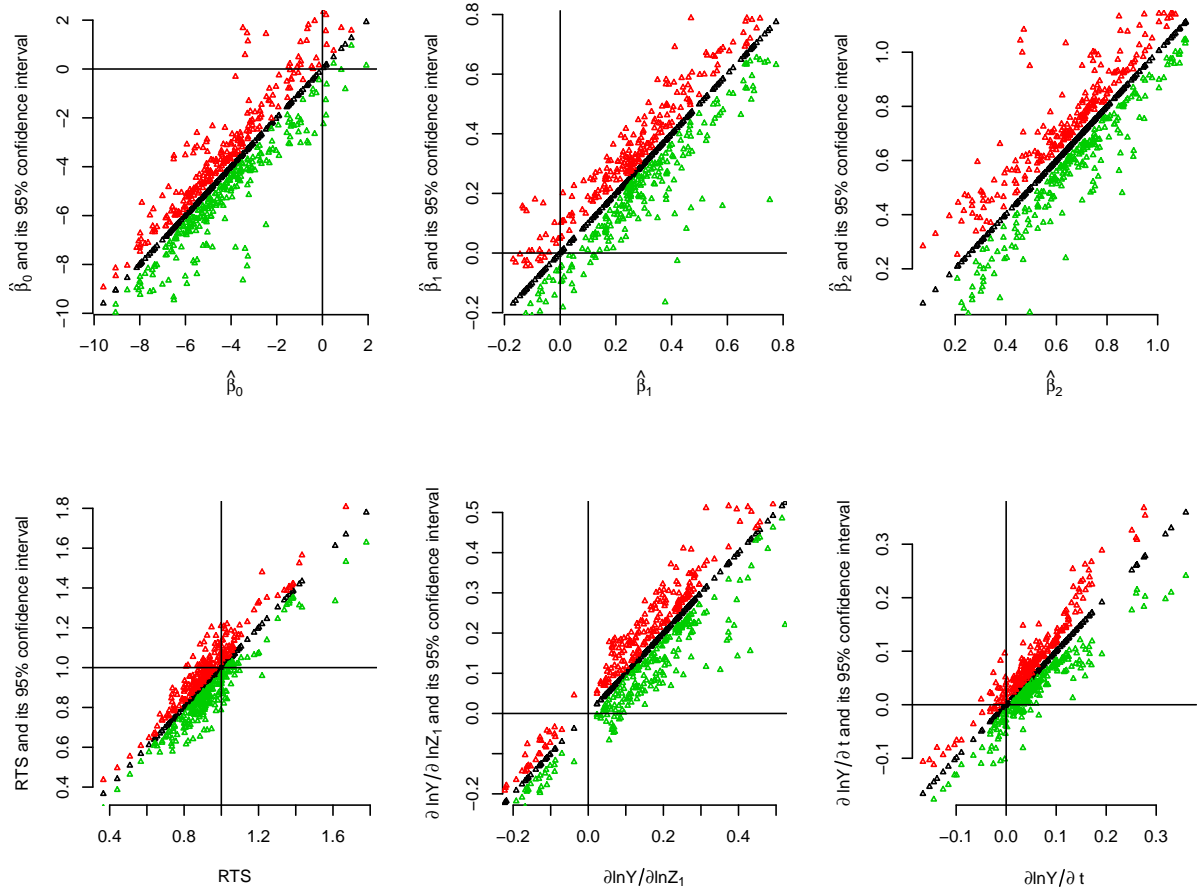 β̂₀ and its 95% confidence interval
−10 −8 −6 −4 −2 0 2
−10 −8 −6 −4 −2 0 2
β̂₀
β̂₁ and its 95% confidence interval
−0.2 0.0 0.2 0.4 0.6 0.8
−0.2 0.0 0.2 0.4 0.6 0.8
β̂₁
β̂₂ and its 95% confidence interval
0.2 0.4 0.6 0.8 1.0
0.2 0.4 0.6 0.8 1.0
β̂₂
RTS and its 95% confidence interval
0.4 0.6 0.8 1.0 1.2 1.4 1.6 1.8
0.4 0.8 1.2 1.6
RTS
∂ lnY/∂ lnZ₁ and its 95% confidence interval
−0.2 0.0 0.1 0.2 0.3 0.4 0.5
−0.2 0.0 0.2 0.4
∂lnY/∂lnZ₁
∂ lnY/∂ t and its 95% confidence interval
−0.1 0.0 0.1 0.2 0.3
−0.1 0.0 0.1 0.2 0.3
∂lnY/∂ t